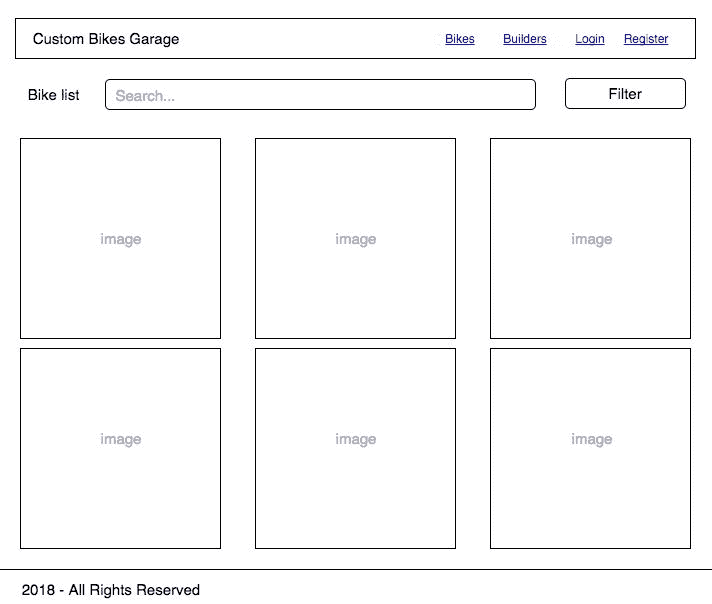 Custom Bikes Garage Bikes Builders Login Register
Bike list Search... Filter
image image image
image image image
2018 - All Rights Reserved